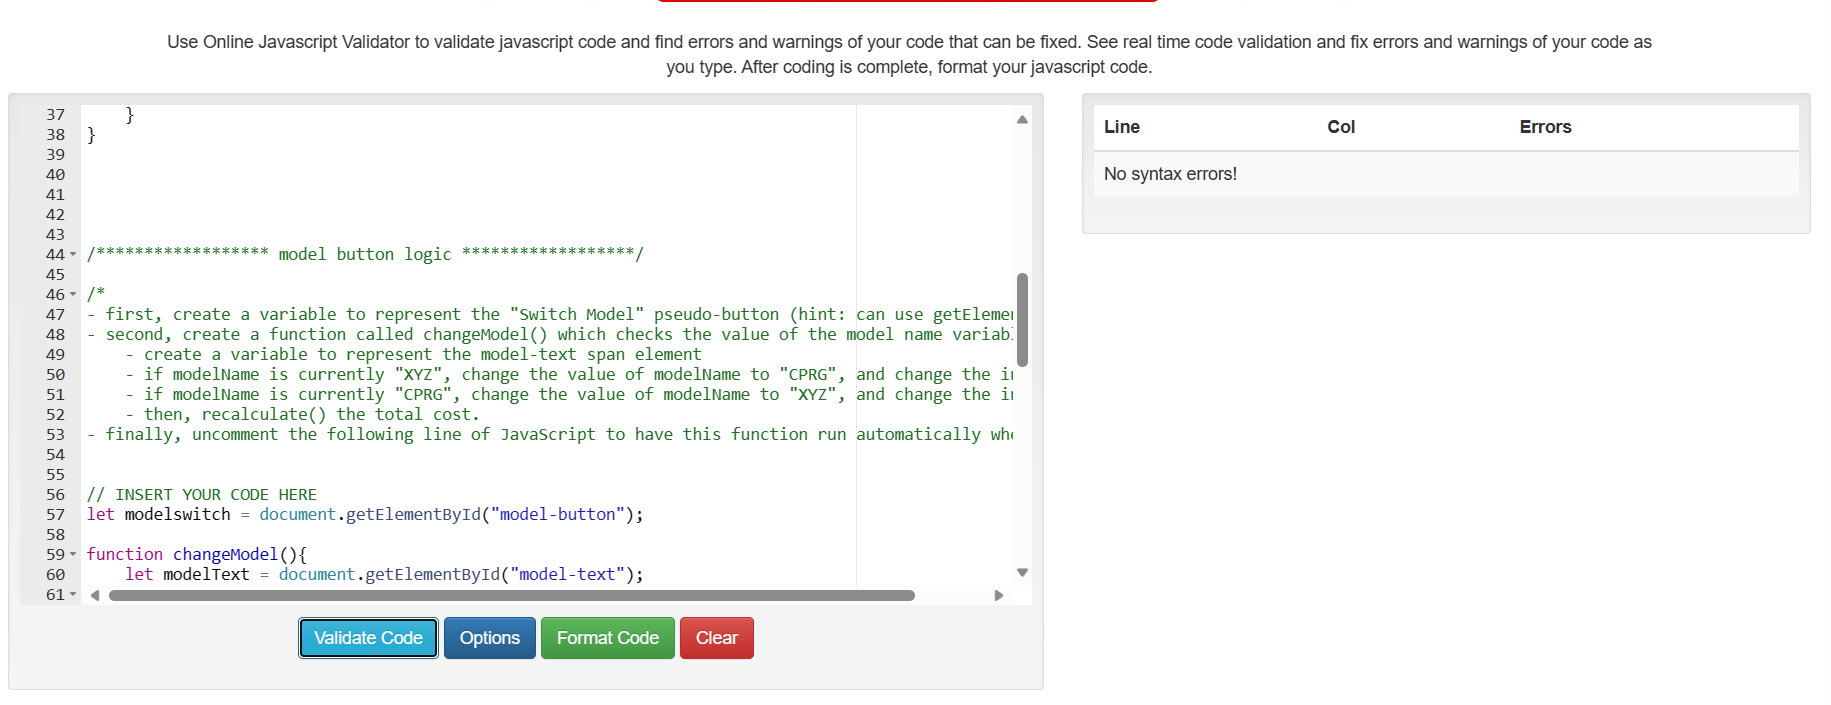 Use Online Javascript Validator to validate javascript code and find errors and warnings of your code that can be fixed. See real time code validation and fix errors and warnings of your code as
you type. After coding is complete, format your javascript code.
37     }
38 }
39
40
41
42
43
44 /****************** model button logic ******************/
45
46 /*
47 - first, create a variable to represent the "Switch Model" pseudo-button (hint: can use getElemen
48 - second, create a function called changeModel() which checks the value of the model name variab
49     - create a variable to represent the model-text span element
50     - if modelName is currently "XYZ", change the value of modelName to "CPRG", and change the i
51     - if modelName is currently "CPRG", change the value of modelName to "XYZ", and change the i
52     - then, recalculate() the total cost.
53 - finally, uncomment the following line of JavaScript to have this function run automatically wh
54
55
56 // INSERT YOUR CODE HERE
57 let modelswitch = document.getElementById("model-button");
58
59 function changeModel(){
60     let modelText = document.getElementById("model-text");
61
Validate Code Options Format Code Clear
Line Col Errors
No syntax errors!